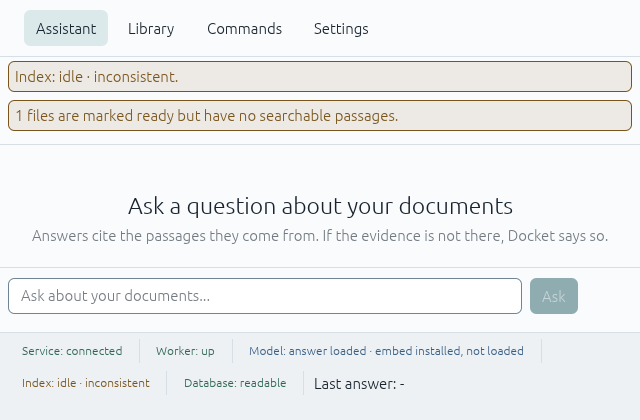 Assistant Library Commands Settings
Index: idle · inconsistent.
1 files are marked ready but have no searchable passages.
Ask a question about your documents
Answers cite the passages they come from. If the evidence is not there, Docket says so.
Ask about your documents... Ask
Service: connected Worker: up Model: answer loaded · embed installed, not loaded
Index: idle · inconsistent Database: readable Last answer: -